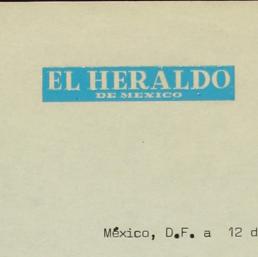 EL HERALDO
DE MEXICO
México, D.F. a 12 d